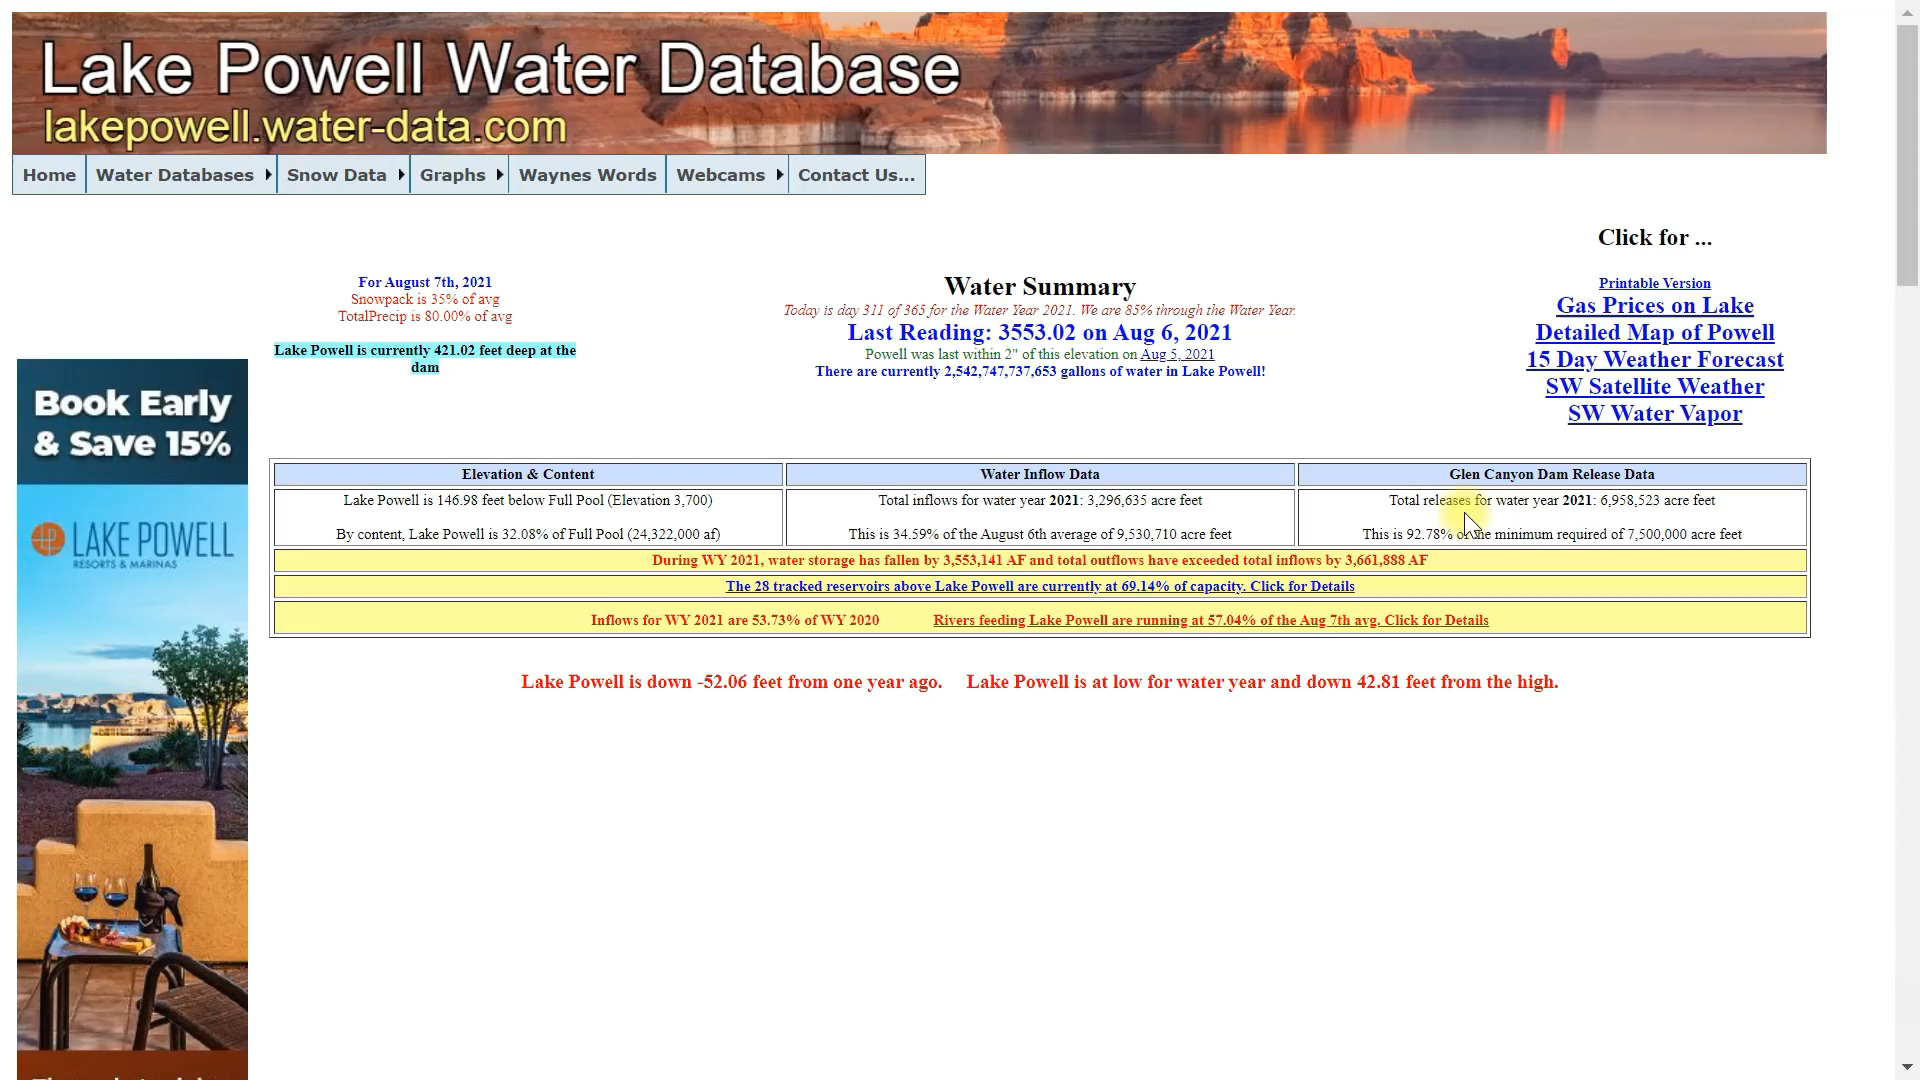 Lake Powell Water Database
lakepowell.water-data.com
Home
Water Databases
Snow Data
Graphs
Waynes Words
Webcams
Contact Us...
Click for ...
For August 7th, 2021
Snowpack is 35% of avg
TotalPrecip is 80.00% of avg
Lake Powell is currently 421.02 feet deep at the
dam
Water Summary
Today is day 311 of 365 for the Water Year 2021. We are 85% through the Water Year.
Last Reading: 3553.02 on Aug 6, 2021
Powell was last within 2" of this elevation on Aug 5, 2021
There are currently 2,542,747,737,653 gallons of water in Lake Powell!
Printable Version
Gas Prices on Lake
Detailed Map of Powell
15 Day Weather Forecast
SW Satellite Weather
SW Water Vapor
Book Early
& Save 15%
LAKE POWELL
RESORTS & MARINAS
Elevation & Content
Water Inflow Data
Glen Canyon Dam Release Data
Lake Powell is 146.98 feet below Full Pool (Elevation 3,700)
By content, Lake Powell is 32.08% of Full Pool (24,322,000 af)
Total inflows for water year 2021: 3,296,635 acre feet
This is 34.59% of the August 6th average of 9,530,710 acre feet
Total releases for water year 2021: 6,958,523 acre feet
This is 92.78% of the minimum required of 7,500,000 acre feet
During WY 2021, water storage has fallen by 3,553,141 AF and total outflows have exceeded total inflows by 3,661,888 AF
The 28 tracked reservoirs above Lake Powell are currently at 69.14% of capacity. Click for Details
Inflows for WY 2021 are 53.73% of WY 2020 Rivers feeding Lake Powell are running at 57.04% of the Aug 7th avg. Click for Details
Lake Powell is down -52.06 feet from one year ago. Lake Powell is at low for water year and down 42.81 feet from the high.